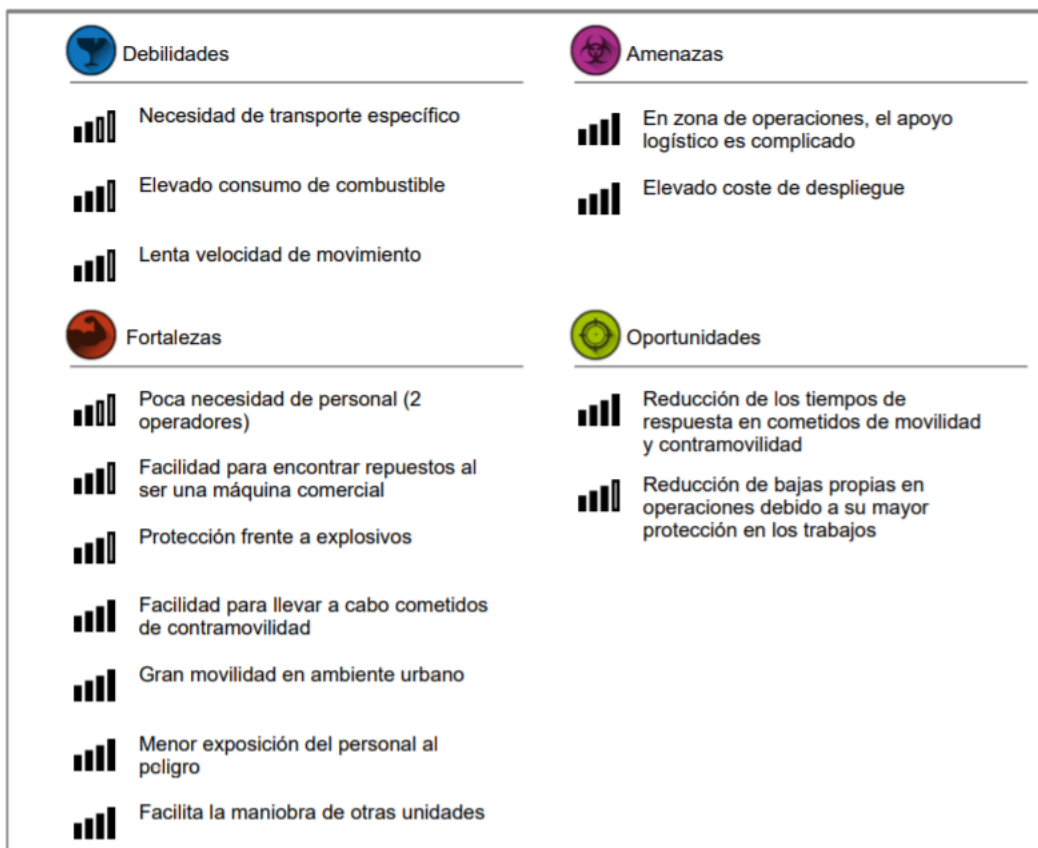 Debilidades
Necesidad de transporte específico
Elevado consumo de combustible
Lenta velocidad de movimiento
Amenazas
En zona de operaciones, el apoyo
logístico es complicado
Elevado coste de despliegue
Fortalezas
Poca necesidad de personal (2
operadores)
Facilidad para encontrar repuestos al
ser una máquina comercial
Protección frente a explosivos
Facilidad para llevar a cabo cometidos
de contramovilidad
Gran movilidad en ambiente urbano
Menor exposición del personal al
poligro
Facilita la maniobra de otras unidades
Oportunidades
Reducción de los tiempos de
respuesta en cometidos de movilidad
y contramovilidad
Reducción de bajas propias en
operaciones debido a su mayor
protección en los trabajos